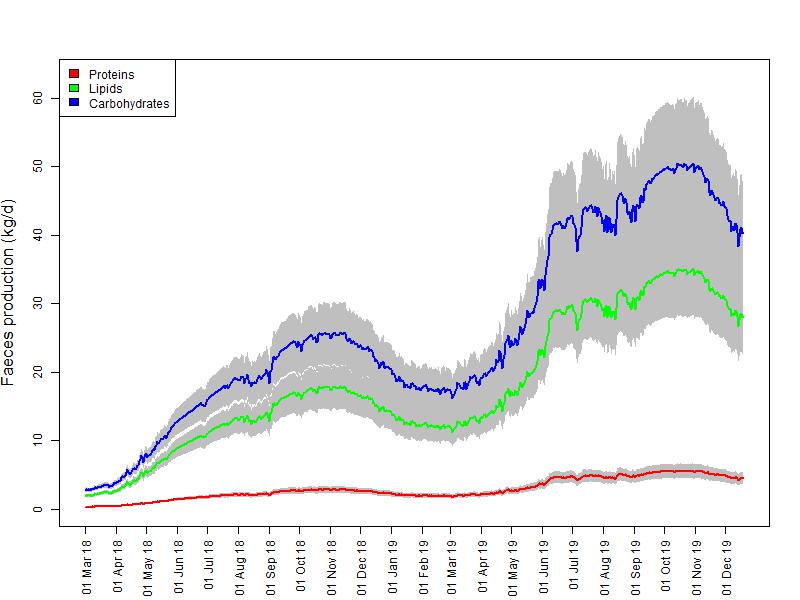 Proteins
Lipids
Carbohydrates
Faeces production (kg/d)
60
50
40
30
20
10
0
01 Mar 18
01 Apr 18
01 May 18
01 Jun 18
01 Jul 18
01 Aug 18
01 Sep 18
01 Oct 18
01 Nov 18
01 Dec 18
01 Jan 19
01 Feb 19
01 Mar 19
01 Apr 19
01 May 19
01 Jun 19
01 Jul 19
01 Aug 19
01 Sep 19
01 Oct 19
01 Nov 19
01 Dec 19